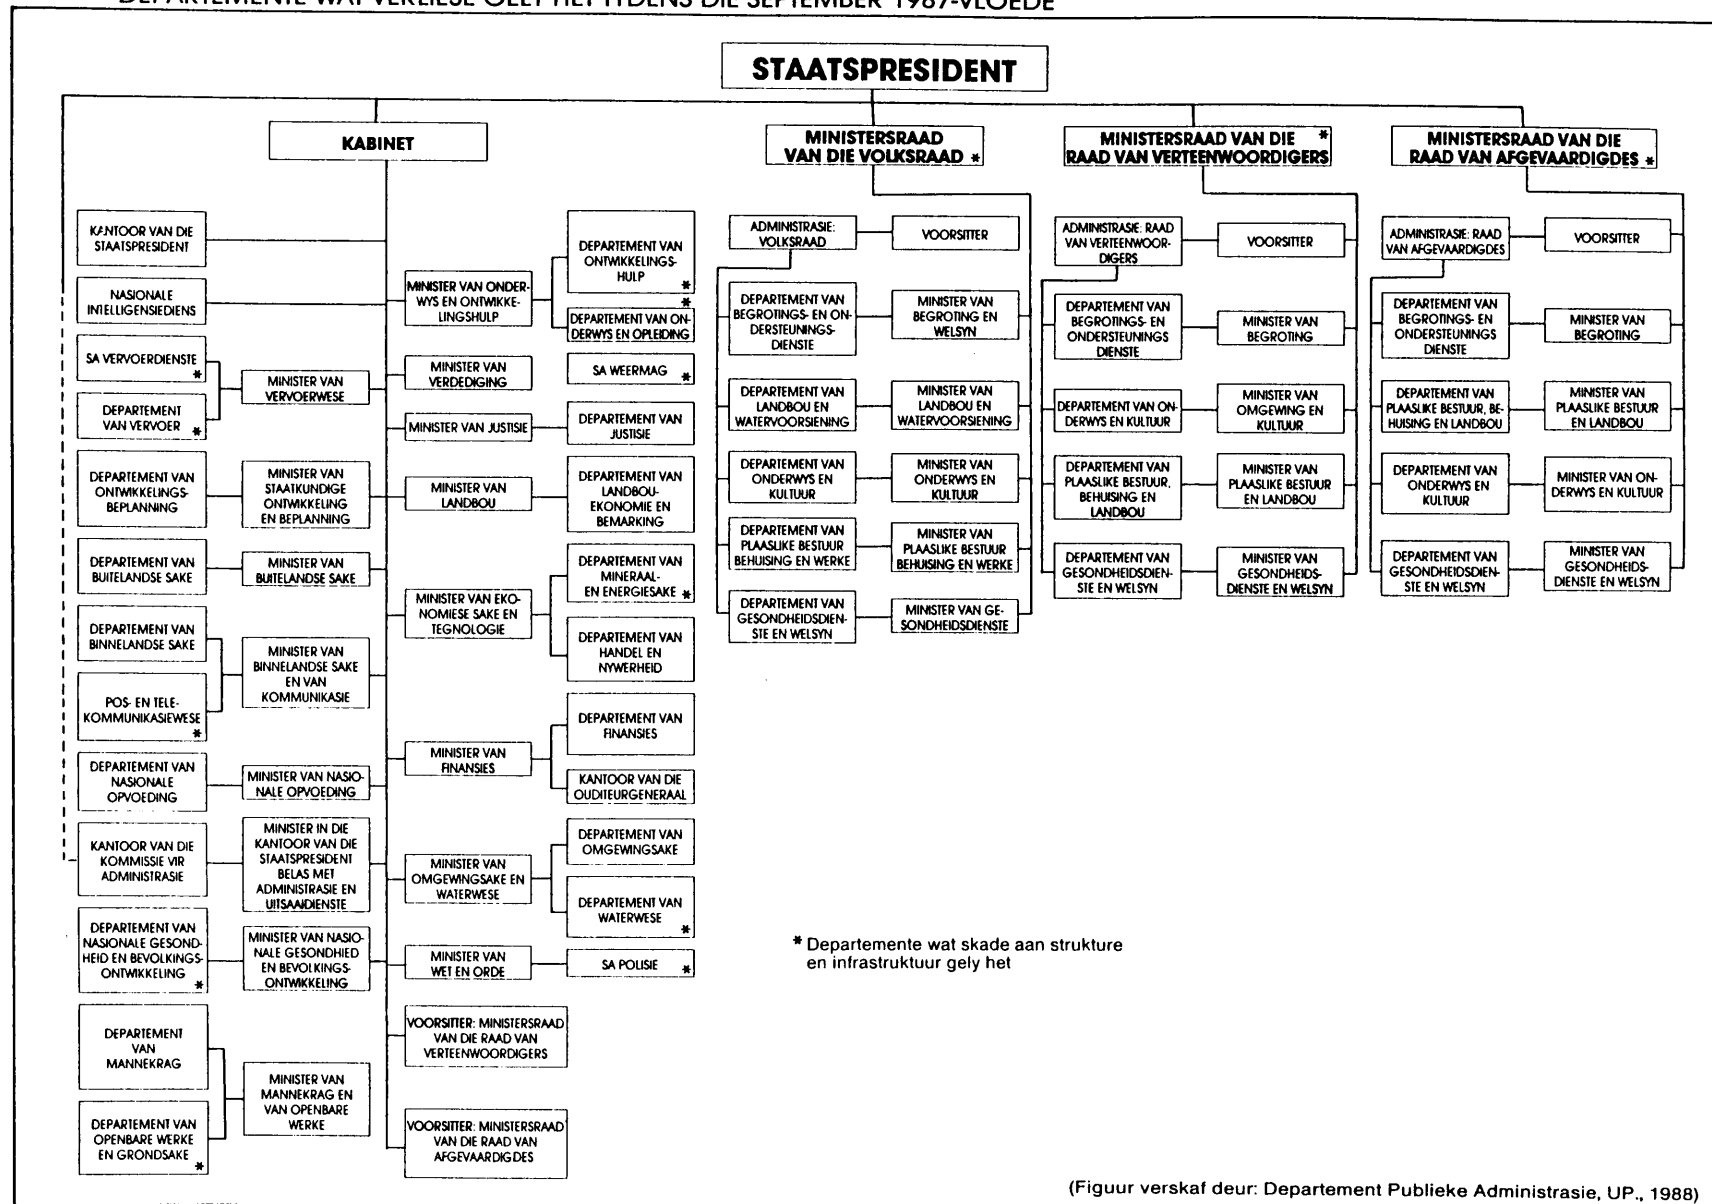 DEPARTEMENTE WAT VERLIESE GELY HET TYDENS DIE SEPTEMBER 1987-VLOEDE
STAATSPRESIDENT
KABINET
KANTOOR VAN DIE
STAATSPRESIDENT
NASIONALE
INTELLIGENSIEDIENS
SA VERVOERDIENSTE
*
DEPARTEMENT
VAN VERVOER *
MINISTER VAN
VERVOERWESE
DEPARTEMENT VAN
ONTWIKKELINGS-
BEPLANNING
MINISTER VAN
STAATKUNDIGE
ONTWIKKELING
EN BEPLANNING
DEPARTEMENT VAN
BUITELANDSE SAKE
MINISTER VAN
BUITELANDSE SAKE
DEPARTEMENT VAN
BINNELANDSE SAKE
POS- EN TELE-
KOMMUNIKASIEWESE
*
MINISTER VAN
BINNELANDSE SAKE
EN VAN
KOMMUNIKASIE
DEPARTEMENT VAN
NASIONALE
OPVOEDING
MINISTER VAN NASIO-
NALE OPVOEDING
KANTOOR VAN DIE
KOMMISSIE VIR
ADMINISTRASIE
MINISTER IN DIE
KANTOOR VAN DIE
STAATSPRESIDENT
BELAS MET
ADMINISTRASIE EN
UITSAAIDIENSTE
DEPARTEMENT VAN
NASIONALE GESOND-
HEID EN BEVOLKINGS-
ONTWIKKELING
*
MINISTER VAN NASIO-
NALE GESONDHIED
EN BEVOLKINGS-
ONTWIKKELING
DEPARTEMENT
VAN
MANNEKRAG
DEPARTEMENT VAN
OPENBARE WERKE
EN GRONDSAKE
*
MINISTER VAN
MANNEKRAG EN
VAN OPENBARE
WERKE
MINISTER VAN ONDER-
WYS EN ONTWIKKE-
LINGSHULP
DEPARTEMENT VAN
ONTWIKKELINGS-
HULP
*
*
DEPARTEMENT VAN ON-
DERWYS EN OPLEIDING
MINISTER VAN
VERDEDIGING
SA WEERMAG *
MINISTER VAN JUSTISIE
DEPARTEMENT VAN
JUSTISIE
MINISTER VAN
LANDBOU
DEPARTEMENT VAN
LANDBOU-
EKONOMIE EN
BEMARKING
MINISTER VAN EKO-
NOMIESE SAKE EN
TEGNOLOGIE
DEPARTEMENT VAN
MINERAAL-
EN ENERGIESAKE *
DEPARTEMENT VAN
HANDEL EN
NYWERHEID
MINISTER VAN
FINANSIES
DEPARTEMENT VAN
FINANSIES
KANTOOR VAN DIE
OUDITEURGENERAAL
MINISTER VAN
OMGEWINGSAKE EN
WATERWESE
DEPARTEMENT VAN
OMGEWINGSAKE
DEPARTEMENT VAN
WATERWESE
*
MINISTER VAN
WET EN ORDE
SA POLISIE *
VOORSITTER: MINISTERSRAAD
VAN DIE RAAD VAN
VERTEENWOORDIGERS
VOORSITTER: MINISTERSRAAD
VAN DIE RAAD VAN
AFGEVAARDIGDES
MINISTERSRAAD
VAN DIE VOLKSRAAD *
ADMINISTRASIE:
VOLKSRAAD
VOORSITTER
DEPARTEMENT VAN
BEGROTINGS- EN ON-
DERSTEUNINGS-
DIENSTE
MINISTER VAN
BEGROTING EN
WELSYN
DEPARTEMENT VAN
LANDBOU EN
WATERVOORSIENING
MINISTER VAN
LANDBOU EN
WATERVOORSIENING
DEPARTEMENT VAN
ONDERWYS EN
KULTUUR
MINISTER VAN
ONDERWYS EN
KULTUUR
DEPARTEMENT VAN
PLAASLIKE BESTUUR
BEHUISING EN WERKE
MINISTER VAN
PLAASLIKE BESTUUR
BEHUISING EN WERKE
DEPARTEMENT VAN
GESONDHEIDSDIEN-
STE EN WELSYN
MINISTER VAN GE-
SONDHEIDSDIENSTE
MINISTERSRAAD VAN DIE *
RAAD VAN VERTEENWOORDIGERS
ADMINISTRASIE: RAAD
VAN VERTEENWOOR-
DIGERS
VOORSITTER
DEPARTEMENT VAN
BEGROTINGS- EN
ONDERSTEUNINGS
DIENSTE
MINISTER VAN
BEGROTING
DEPARTEMENT VAN ON-
DERWYS EN KULTUUR
MINISTER VAN
OMGEWING EN
KULTUUR
DEPARTEMENT VAN
PLAASLIKE BESTUUR,
BEHUISING EN
LANDBOU
MINISTER VAN
PLAASLIKE BESTUUR
EN LANDBOU
DEPARTEMENT VAN
GESONDHEIDSDIEN-
STE EN WELSYN
MINISTER VAN
GESONDHEIDS-
DIENSTE EN WELSYN
MINISTERSRAAD VAN DIE
RAAD VAN AFGEVAARDIGDES *
ADMINISTRASIE: RAAD
VAN AFGEVAARDIGDES
VOORSITTER
DEPARTEMENT VAN
BEGROTINGS- EN
ONDERSTEUNINGS
DIENSTE
MINISTER VAN
BEGROTING
DEPARTEMENT VAN
PLAASLIKE BESTUUR, BE-
HUISING EN LANDBOU
MINISTER VAN
PLAASLIKE BESTUUR
EN LANDBOU
DEPARTEMENT VAN
ONDERWYS EN
KULTUUR
MINISTER VAN ON-
DERWYS EN KULTUUR
DEPARTEMENT VAN
GESONDHEIDSDIEN-
STE EN WELSYN
MINISTER VAN
GESONDHEIDS-
DIENSTE EN WELSYN
* Departemente wat skade aan strukture
en infrastruktuur gely het
(Figuur verskaf deur: Departement Publieke Administrasie, UP., 1988)